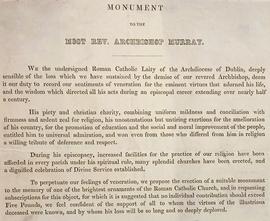 MONUMENT
TO THE
MOST REV. ARCHBISHOP MURRAY.
WE the undersigned Roman Catholic Laity of the Archdiocese of Dublin, deeply
sensible of the loss which we have sustained by the demise of our revered Archbishop, deem
it our duty to record our sentiments of veneration for the eminent virtues that adorned his life,
and the wisdom which directed all his acts during an episcopal career extending over nearly half
a century.
His piety and charity, combining uniform mildness and conciliation with
firmness and ardent zeal for religion, his unostentatious but untiring exertions for the amelioration
of his country, for the promotion of education and the social and moral improvement of the people,
entitled him to universal admiration, and won even from those who differed from him in religion
a willing tribute of deference and respect.
During his episcopacy, increased facilities for the practice of our religion have been
afforded in every parish under his spiritual rule, many splendid churches have been erected, and
a dignified celebration of Divine Service established.
To perpetuate our feelings of veneration, we propose the erection of a suitable monument
to the memory of one of the brightest ornaments of the Roman Catholic Church, and in requesting
subscriptions for this object, for which it is suggested that no individual contribution should exceed
Five Pounds, we feel confident of the support of all to whom the virtues of the illustrious
deceased were known, and by whom his loss will be so long and so deeply deplored.